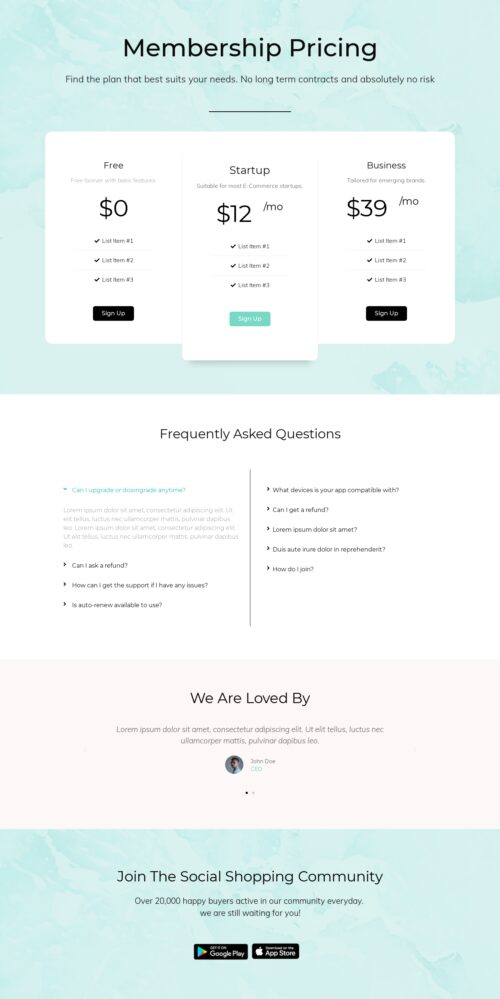 Membership Pricing
Find the plan that best suits your needs. No long term contracts and absolutely no risk
Free
Free forever with basic features
$0
List Item #1
List Item #2
List Item #3
Sign Up
Startup
Suitable for most E-Commerce startups.
$12 /mo
List Item #1
List Item #2
List Item #3
Sign Up
Business
Tailored for emerging brands.
$39 /mo
List Item #1
List Item #2
List Item #3
Sign Up
Frequently Asked Questions
Can I upgrade or downgrade anytime?
Lorem ipsum dolor sit amet, consectetur adipiscing elit. Ut
elit tellus, luctus nec ullamcorper mattis, pulvinar dapibus
leo. Lorem ipsum dolor sit amet, consectetur adipiscing elit.
Ut elit tellus, luctus nec ullamcorper mattis, pulvinar dapibus
leo.
Can I ask a refund?
How can I get the support if I have any issues?
Is auto-renew available to use?
What devices is your app compatible with?
Can I get a refund?
Lorem ipsum dolor sit amet?
Duis aute irure dolor in reprehenderit?
How do I join?
We Are Loved By
Lorem ipsum dolor sit amet, consectetur adipiscing elit. Ut elit tellus, luctus nec
ullamcorper mattis, pulvinar dapibus leo.
John Doe
CEO
Join The Social Shopping Community
Over 20,000 happy buyers active in our community everyday.
we are still waiting for you!
GET IT ON
Google Play
Download on the
App Store